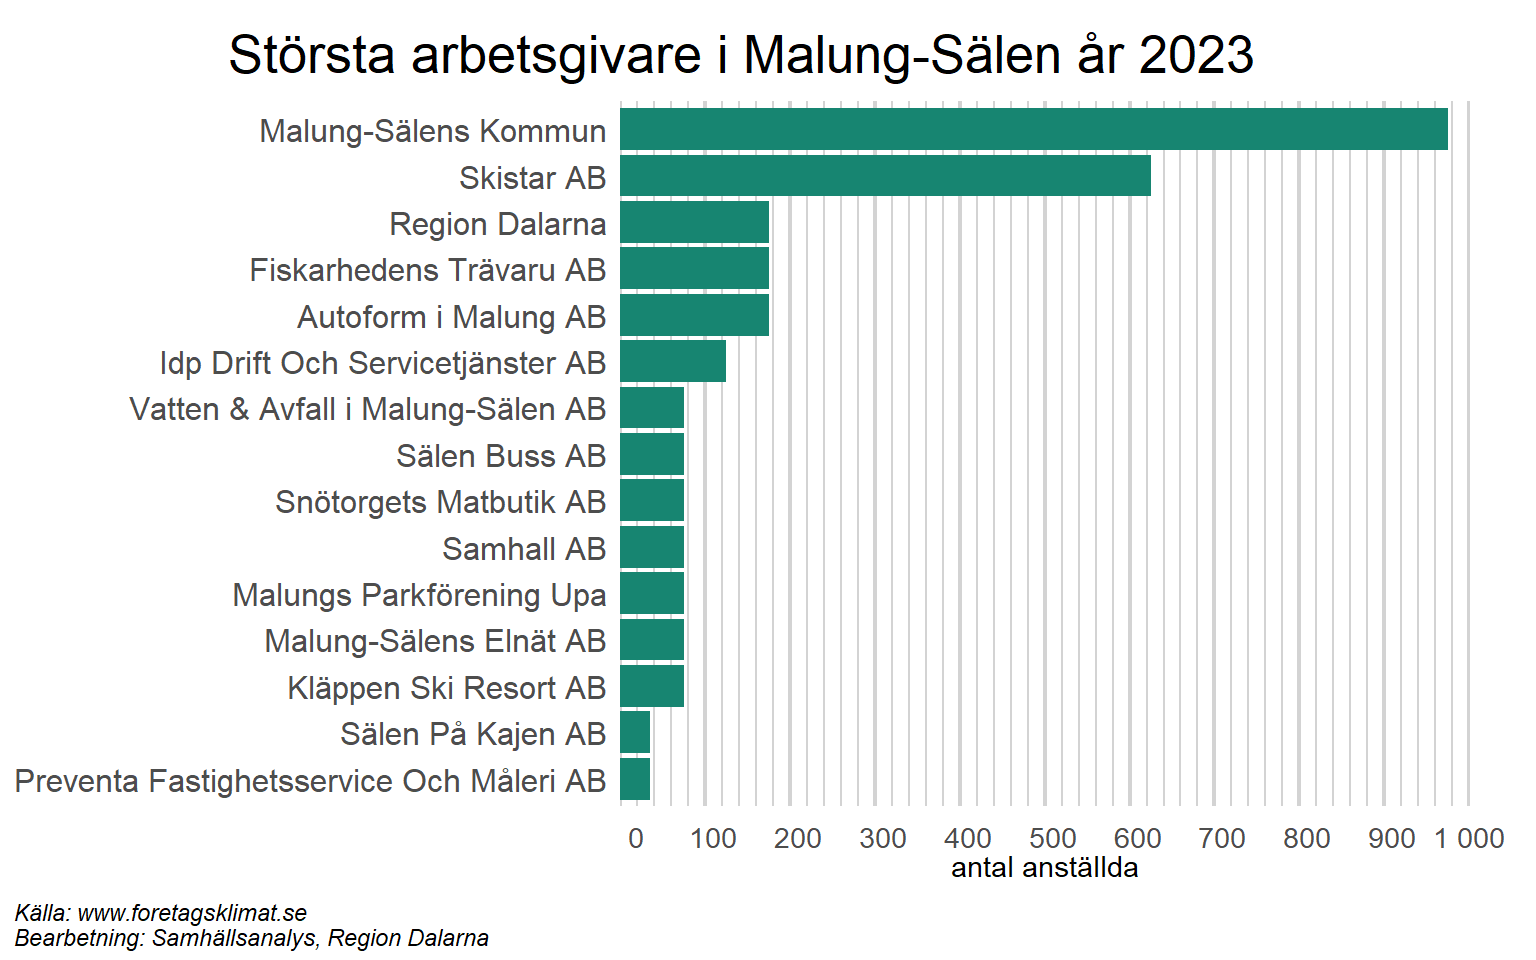 Största arbetsgivare i Malung-Sälen år 2023
Malung-Sälens Kommun
Skistar AB
Region Dalarna
Fiskarhedens Trävaru AB
Autoform i Malung AB
Idp Drift Och Servicetjänster AB
Vatten & Avfall i Malung-Sälen AB
Sälen Buss AB
Snötorgets Matbutik AB
Samhall AB
Malungs Parkförening Upa
Malung-Sälens Elnät AB
Kläppen Ski Resort AB
Sälen På Kajen AB
Preventa Fastighetsservice Och Måleri AB
0 100 200 300 400 500 600 700 800 900 1 000
antal anställda
Källa: www.foretagsklimat.se
Bearbetning: Samhällsanalys, Region Dalarna